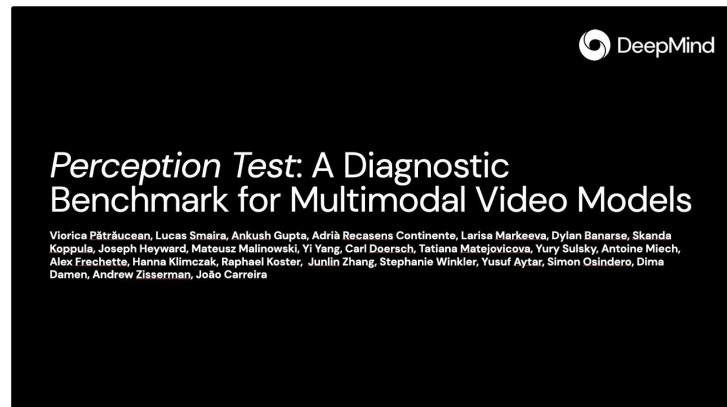 DeepMind
Perception Test: A Diagnostic
Benchmark for Multimodal Video Models
Viorica Pătrăucean, Lucas Smaira, Ankush Gupta, Adrià Recasens Continente, Larisa Markeeva, Dylan Banarse, Skanda
Koppula, Joseph Heyward, Mateusz Malinowski, Yi Yang, Carl Doersch, Tatiana Matejovicova, Yury Sulsky, Antoine Miech,
Alex Frechette, Hanna Klimczak, Raphael Koster, Junlin Zhang, Stephanie Winkler, Yusuf Aytar, Simon Osindero, Dima
Damen, Andrew Zisserman, João Carreira